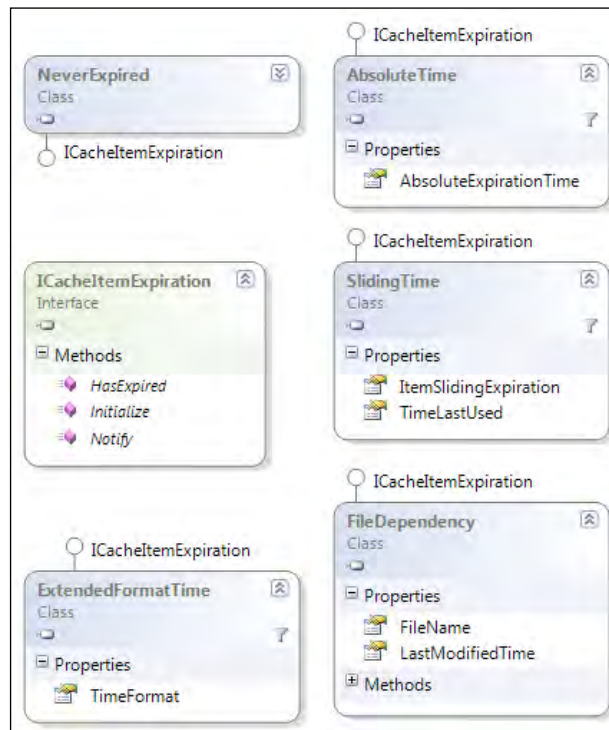 NeverExpired
Class
ICacheItemExpiration
ICacheItemExpiration
AbsoluteTime
Class
Properties
AbsoluteExpirationTime
ICacheItemExpiration
Interface
Methods
HasExpired
Initialize
Notify
ICacheItemExpiration
SlidingTime
Class
Properties
ItemSlidingExpiration
TimeLastUsed
ICacheItemExpiration
ExtendedFormatTime
Class
Properties
TimeFormat
ICacheItemExpiration
FileDependency
Class
Properties
FileName
LastModifiedTime
Methods